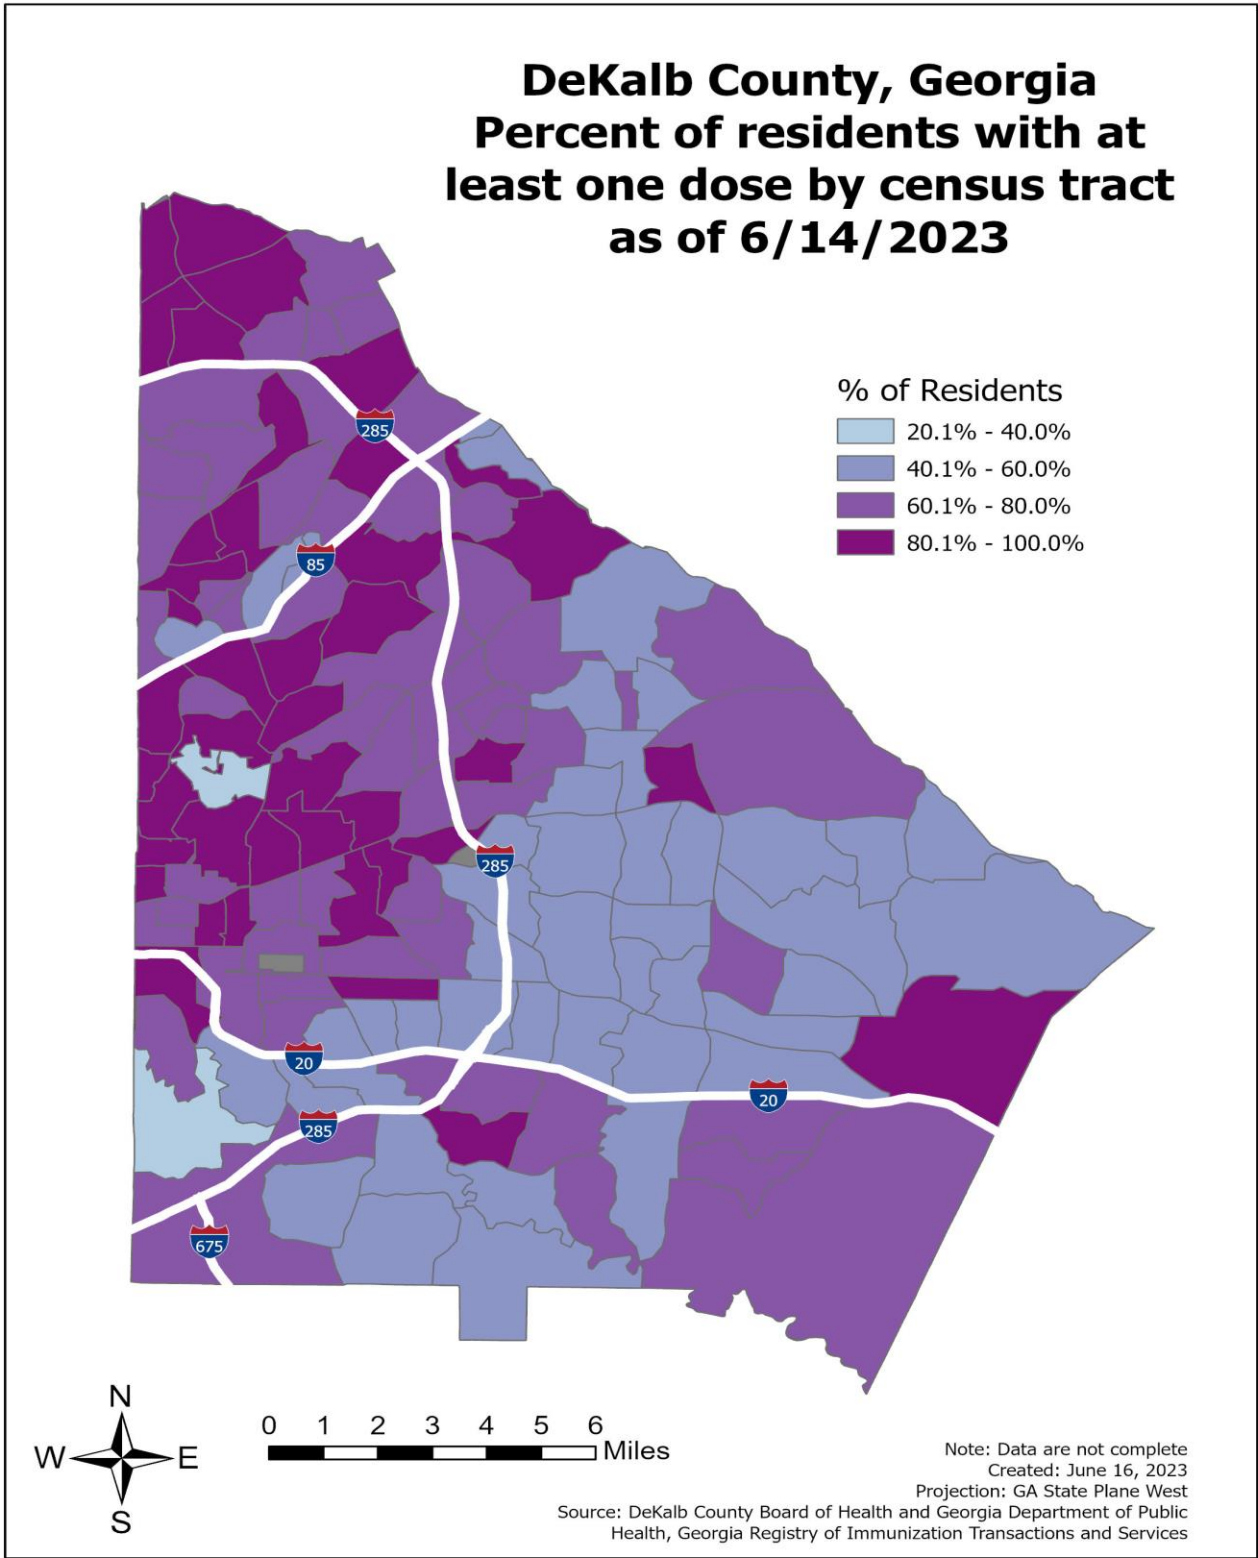 DeKalb County, Georgia
Percent of residents with at
least one dose by census tract
as of 6/14/2023
% of Residents
20.1% - 40.0%
40.1% - 60.0%
60.1% - 80.0%
80.1% - 100.0%
285
85
285
20
20
285
675
N
W E
S
0 1 2 3 4 5 6
Miles
Note: Data are not complete
Created: June 16, 2023
Projection: GA State Plane West
Source: DeKalb County Board of Health and Georgia Department of Public
Health, Georgia Registry of Immunization Transactions and Services